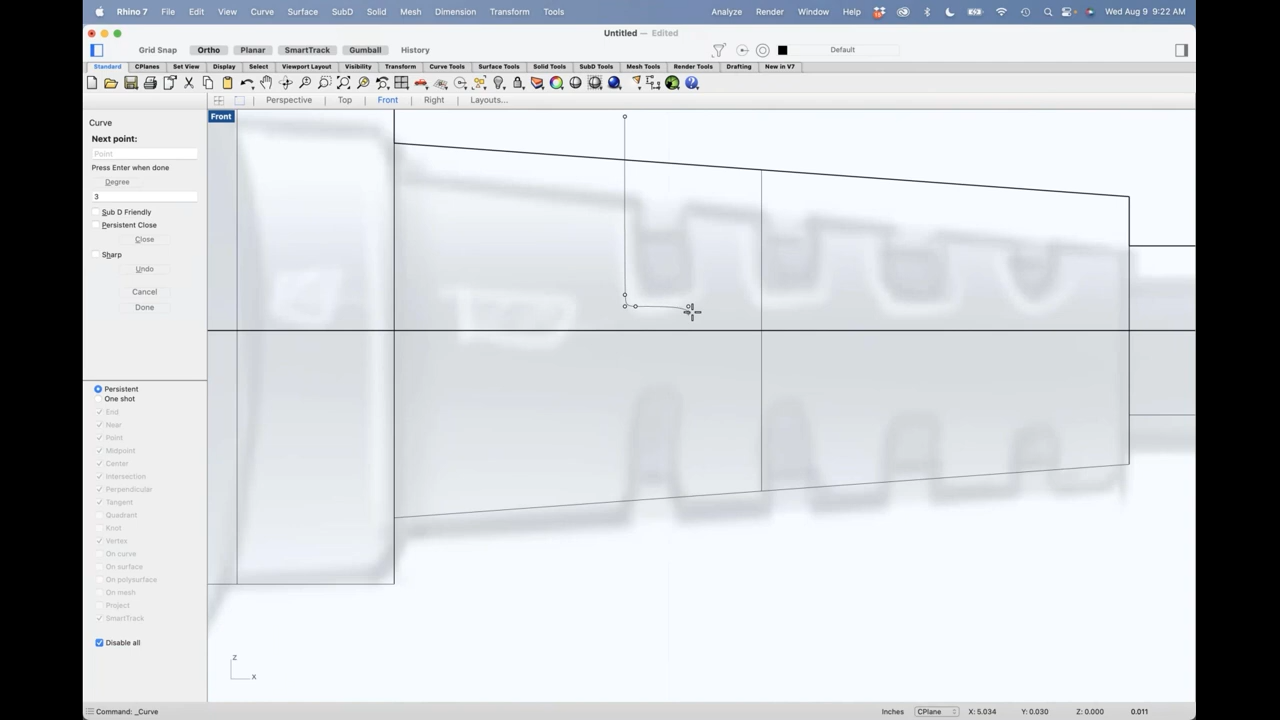 Rhino 7 File Edit View Curve Surface SubD Solid Mesh Dimension Transform Tools Analyze Render Window Help Wed Aug 9 9:22 AM
Untitled — Edited
Grid Snap Ortho Planar SmartTrack Gumball History Default
Standard CPlanes Set View Display Select Viewport Layout Visibility Transform Curve Tools Surface Tools Solid Tools SubD Tools Mesh Tools Render Tools Drafting New in V7
Perspective Top Front Right Layouts...
Front
Curve
Next point:
Point
Press Enter when done
Degree
3
Sub D Friendly
Persistent Close
Close
Sharp
Undo
Cancel
Done
Persistent
One shot
End
Near
Point
Midpoint
Center
Intersection
Perpendicular
Tangent
Quadrant
Knot
Vertex
On curve
On surface
On polysurface
On mesh
Project
SmartTrack
Disable all
z
x
Command: _Curve Inches CPlane X: 5.034 Y: 0.030 Z: 0.000 0.011